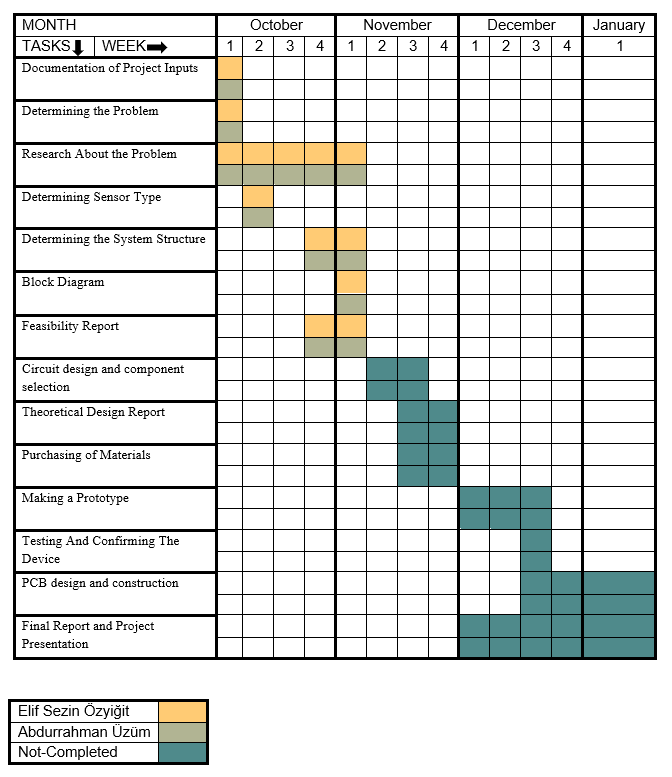 MONTH October November December January
TASKS WEEK 1 2 3 4 1 2 3 4 1 2 3 4 1
Documentation of Project Inputs
Determining the Problem
Research About the Problem
Determining Sensor Type
Determining the System Structure
Block Diagram
Feasibility Report
Circuit design and component
selection
Theoretical Design Report
Purchasing of Materials
Making a Prototype
Testing And Confirming The
Device
PCB design and construction
Final Report and Project
Presentation
Elif Sezin Özyiğit
Abdurrahman Üzüm
Not-Completed